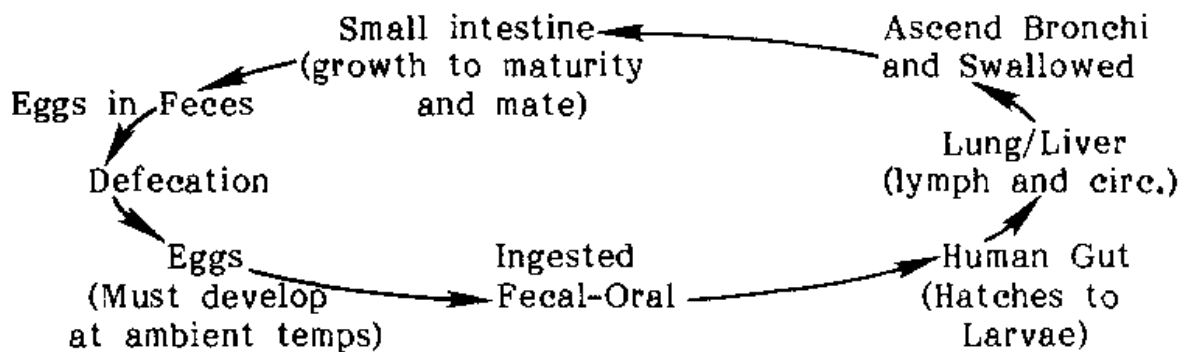 Small intestine
(growth to maturity
and mate)
Ascend Bronchi
and Swallowed
Eggs in Feces
Lung/Liver
(lymph and circ.)
Defecation
Eggs
(Must develop
at ambient temps)
Ingested
Fecal-Oral
Human Gut
(Hatches to
Larvae)